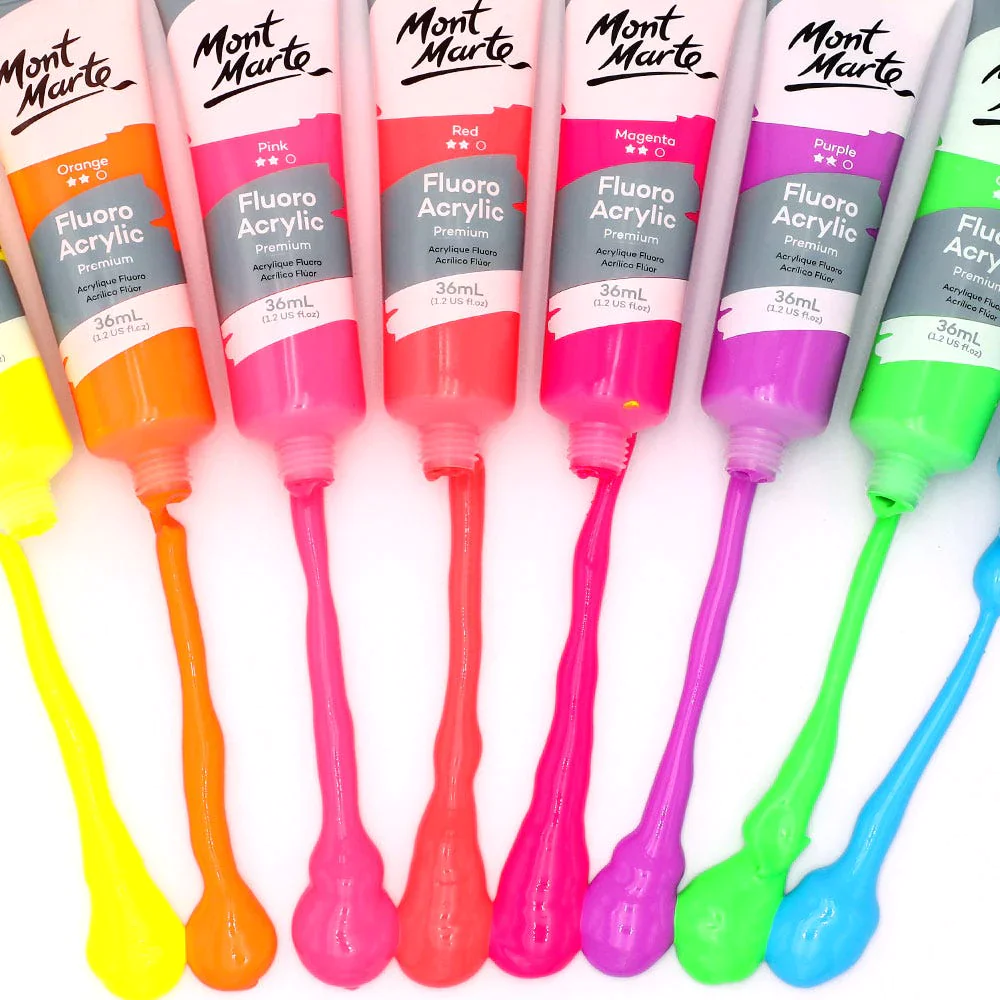 Mont
Marte
Orange
Fluoro
Acrylic
Premium
Acrylique Fluoro
Acrílico Flúor
36mL
(1.2 US fl.oz)
Mont
Marte
Pink
Fluoro
Acrylic
Premium
Acrylique Fluoro
Acrílico Flúor
36mL
(1.2 US fl.oz)
Mont
Marte
Red
Fluoro
Acrylic
Premium
Acrylique Fluoro
Acrílico Flúor
36mL
(1.2 US fl.oz)
Mont
Marte
Magenta
Fluoro
Acrylic
Premium
Acrylique Fluoro
Acrílico Flúor
36mL
(1.2 US fl.oz)
Mont
Marte
Purple
Fluoro
Acrylic
Premium
Acrylique Fluoro
Acrílico Flúor
36mL
(1.2 US fl.oz)
36mL
(1.2 US fl.oz)